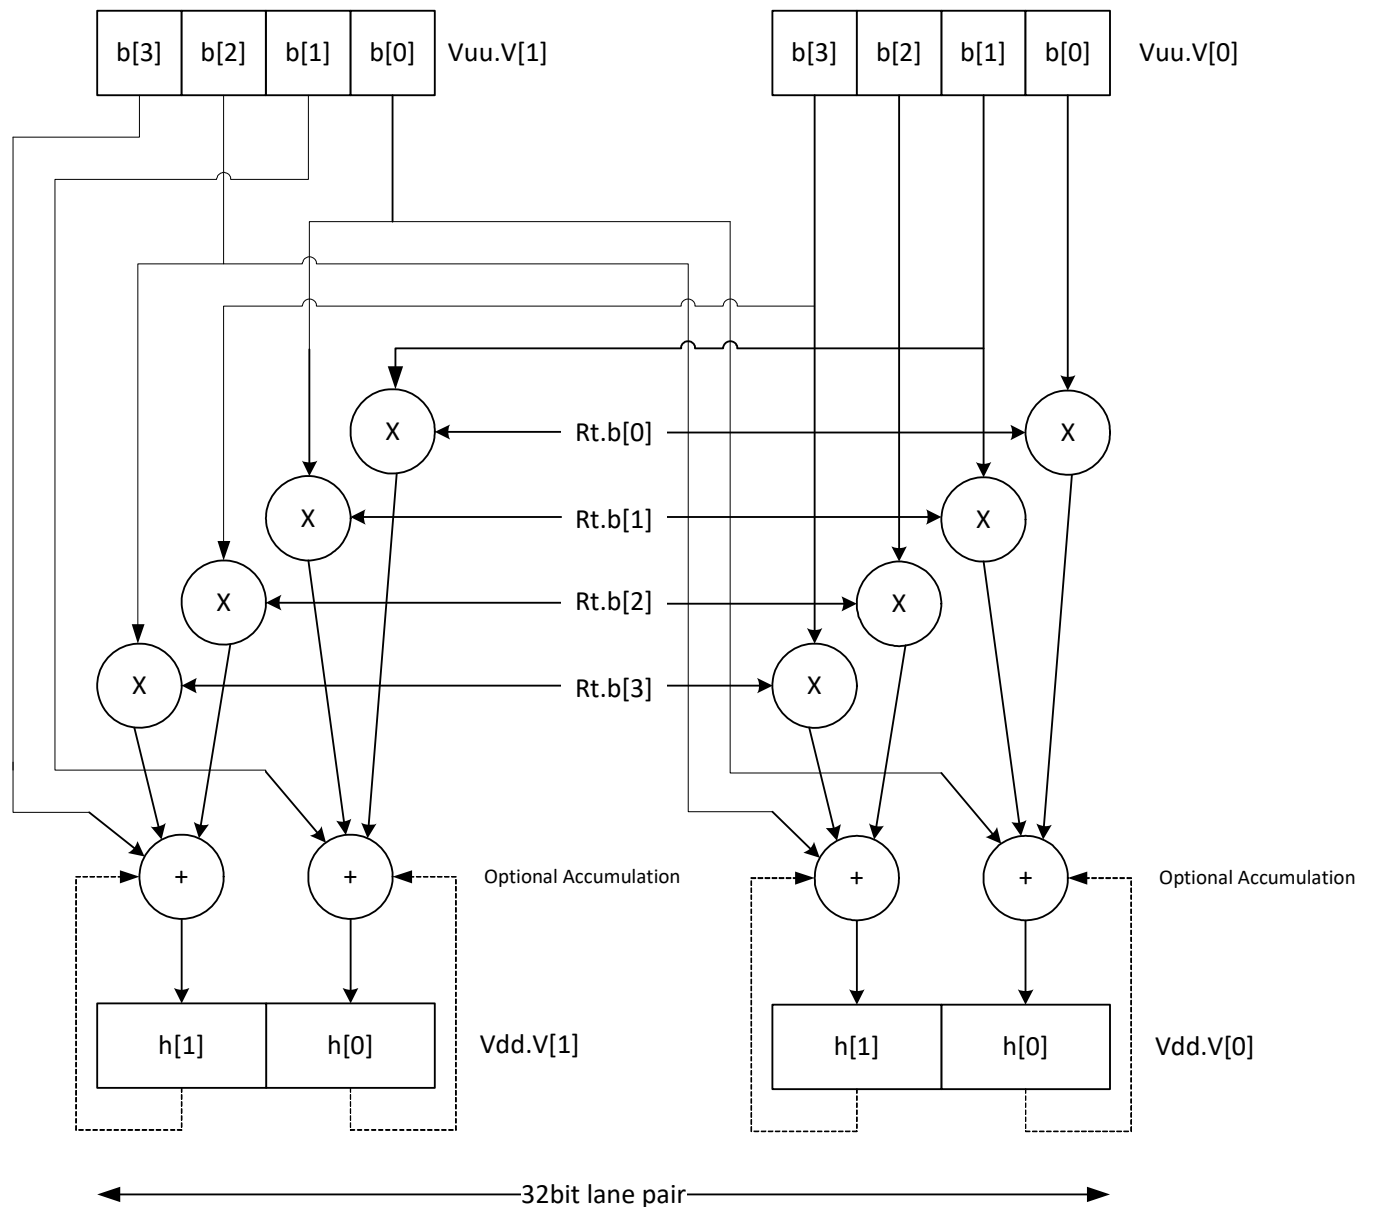 b[3] b[2] b[1] b[0] Vuu.V[1] b[3] b[2] b[1] b[0] Vuu.V[0]
X Rt.b[0] X
X Rt.b[1] X
X Rt.b[2] X
X Rt.b[3] X
+ + Optional Accumulation + + Optional Accumulation
h[1] h[0] Vdd.V[1] h[1] h[0] Vdd.V[0]
32bit lane pair